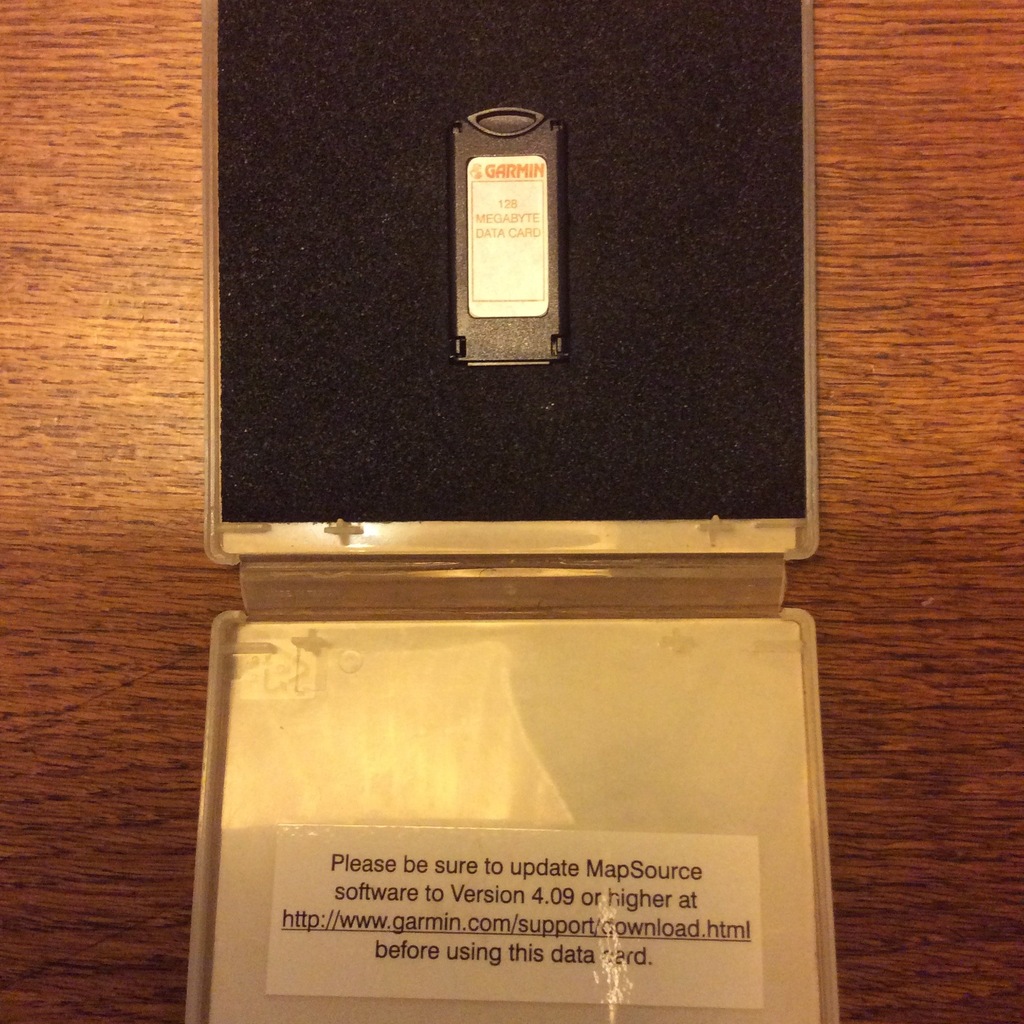 GARMIN
128
MEGABYTE
DATA CARD
Please be sure to update MapSource
software to Version 4.09 or higher at
http://www.garmin.com/support/download.html
before using this data card.